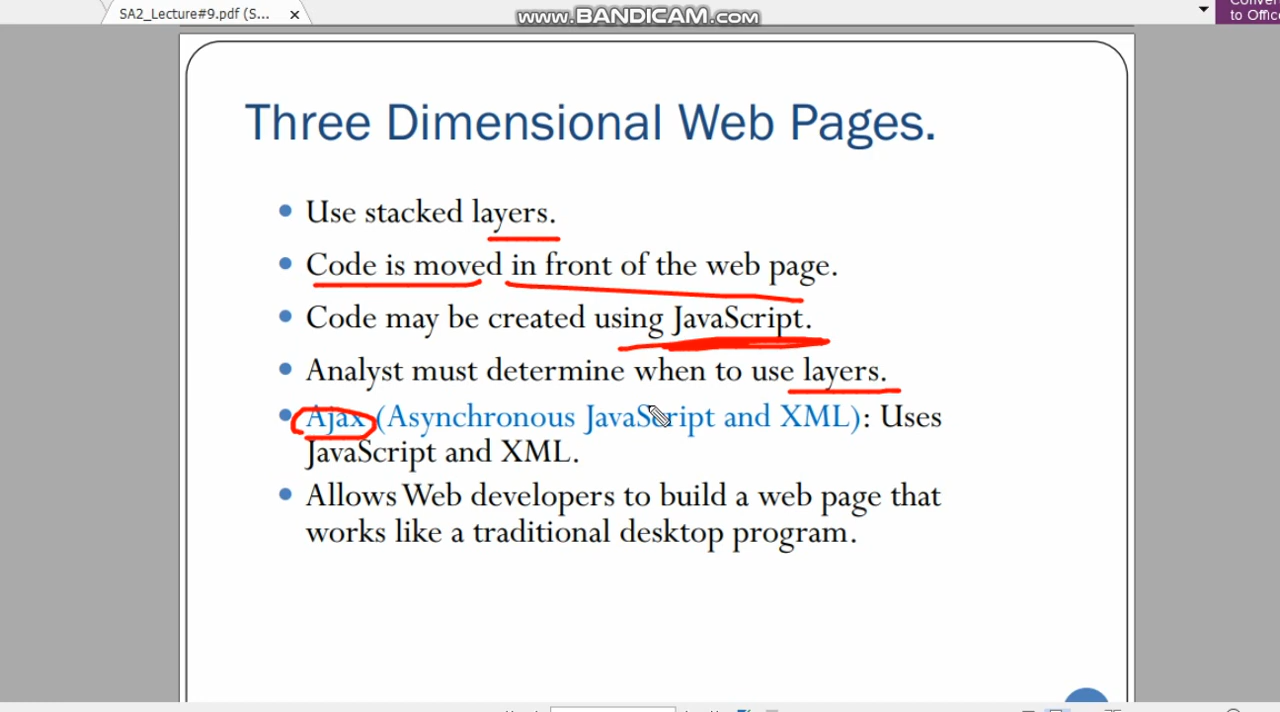 SA2_Lecture#9.pdf (S...
www.BANDICAM.com
to Office
Three Dimensional Web Pages.
Use stacked layers.
Code is moved in front of the web page.
Code may be created using JavaScript.
Analyst must determine when to use layers.
Ajax (Asynchronous JavaScript and XML): Uses
JavaScript and XML.
Allows Web developers to build a web page that
works like a traditional desktop program.